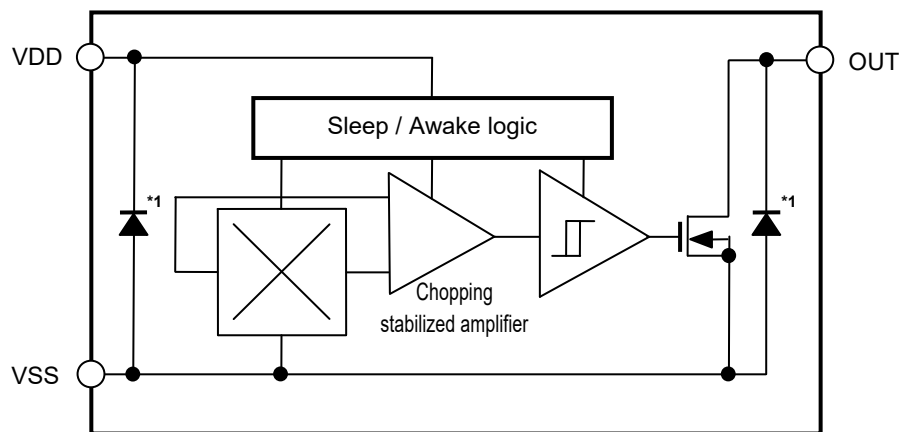 VDD
OUT
Sleep / Awake logic
*1
*1
Chopping
stabilized amplifier
VSS